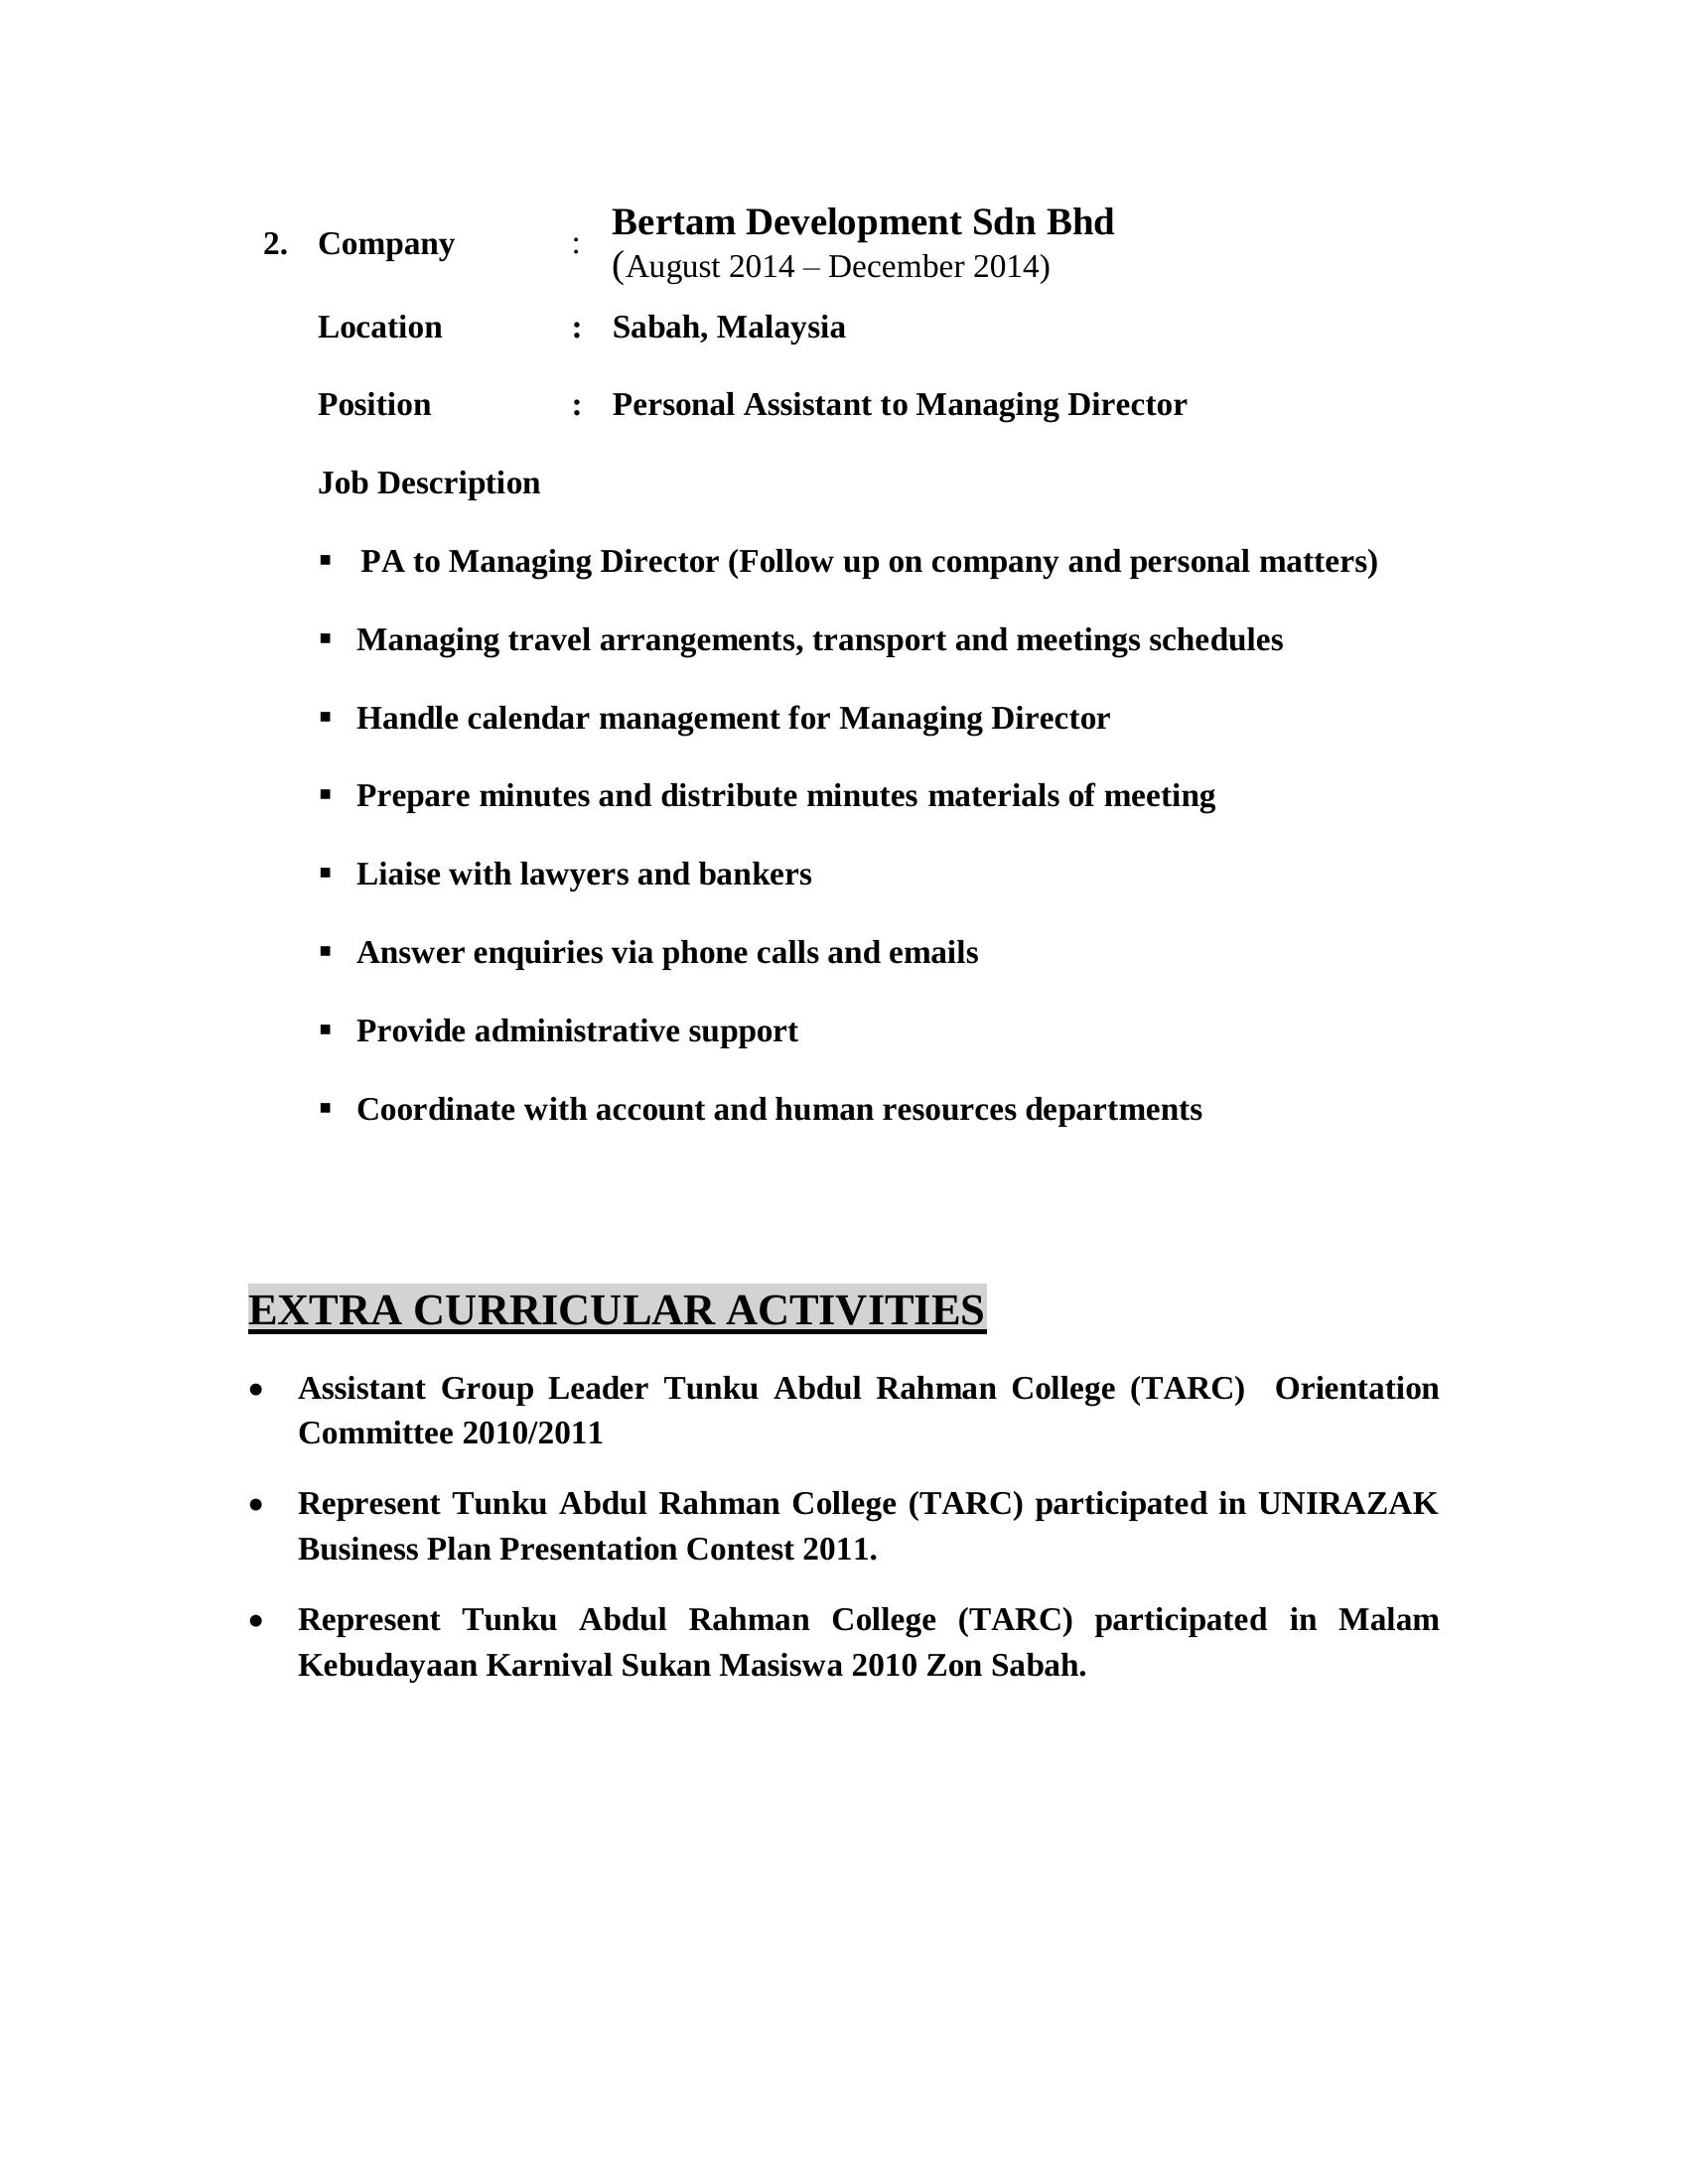 Bertam Development Sdn Bhd
2. Company :
(August 2014 – December 2014)
Location : Sabah, Malaysia
Position : Personal Assistant to Managing Director
Job Description
▪ PA to Managing Director (Follow up on company and personal matters)
▪ Managing travel arrangements, transport and meetings schedules
▪ Handle calendar management for Managing Director
▪ Prepare minutes and distribute minutes materials of meeting
▪ Liaise with lawyers and bankers
▪ Answer enquiries via phone calls and emails
▪ Provide administrative support
▪ Coordinate with account and human resources departments
EXTRA CURRICULAR ACTIVITIES
• Assistant Group Leader Tunku Abdul Rahman College (TARC) Orientation
Committee 2010/2011
• Represent Tunku Abdul Rahman College (TARC) participated in UNIRAZAK
Business Plan Presentation Contest 2011.
• Represent Tunku Abdul Rahman College (TARC) participated in Malam
Kebudayaan Karnival Sukan Masiswa 2010 Zon Sabah.